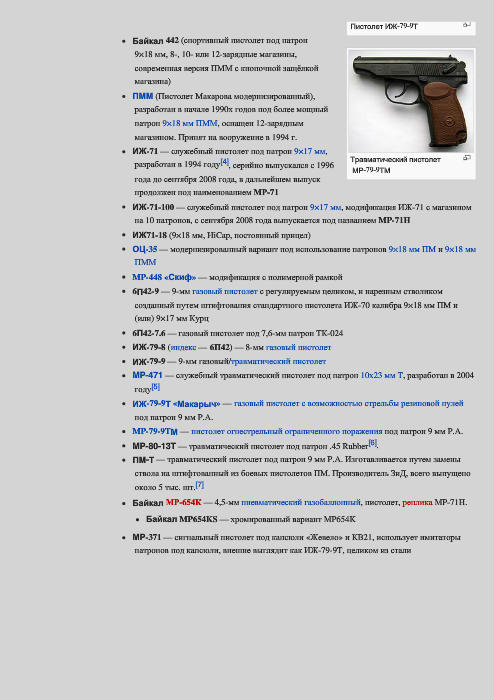 Пистолет ИЖ-79-9Т
Байкал 442 (спортивный пистолет под патрон
9×18 мм, 8-, 10- или 12-зарядные магазины,
современная версия ПММ с кнопочной защёлкой
магазина)
ПММ (Пистолет Макарова модернизированный),
разработан в начале 1990х годов под более мощный
патрон 9×18 мм ПММ, оснащен 12-зарядным
магазином. Принят на вооружение в 1994 г.
ИЖ-71 — служебный пистолет под патрон 9×17 мм,
разработан в 1994 году[4], серийно выпускался с 1996
года до сентября 2008 года, в дальнейшем выпуск
продолжен под наименованием МР-71
Травматический пистолет
МР-79-9ТМ
ИЖ-71-100 — служебный пистолет под патрон 9×17 мм, модификация ИЖ-71 с магазином
на 10 патронов, с сентября 2008 года выпускается под названием МР-71Н
ИЖ71-18 (9×18 мм, HiCap, постоянный прицел)
ОЦ-35 — модернизированный вариант под использование патронов 9×18 мм ПМ и 9×18 мм
ПММ
МР-448 «Скиф» — модификация с полимерной рамкой
6П42-9 — 9-мм газовый пистолет с регулируемым целиком, и нарезным стволиком
созданный путем штифтования стандартного пистолета ИЖ-70 калибра 9×18 мм ПМ и
(или) 9×17 мм Курц
6П42-7.6 — газовый пистолет под 7,6-мм патрон ТК-024
ИЖ-79-8 (индекс — 6П42) — 8-мм газовый пистолет
ИЖ-79-9 — 9-мм газовый/травматический пистолет
МР-471 — служебный травматический пистолет под патрон 10х23 мм Т, разработан в 2004
году[5]
ИЖ-79-9Т «Макарыч» — газовый пистолет с возможностью стрельбы резиновой пулей
под патрон 9 мм Р.А.
МР-79-9ТМ — пистолет огнестрельный ограниченного поражения под патрон 9 мм Р.А.
МР-80-13Т — травматический пистолет под патрон .45 Rubber[6].
ПМ-Т — травматический пистолет под патрон 9 мм Р.А. Изготавливается путем замены
ствола на штифтованный из боевых пистолетов ПМ. Производитель ЗиД, всего выпущено
около 5 тыс. шт.[7]
Байкал МР-654К — 4,5-мм пневматический газобаллонный, пистолет, реплика МР-71Н.
Байкал МР654КS — хромированный вариант МР654К
МР-371 — сигнальный пистолет под капсюли «Жевело» и КВ21, использует имитаторы
патронов под капсюли, внешне выглядит как ИЖ-79-9Т, целиком из стали